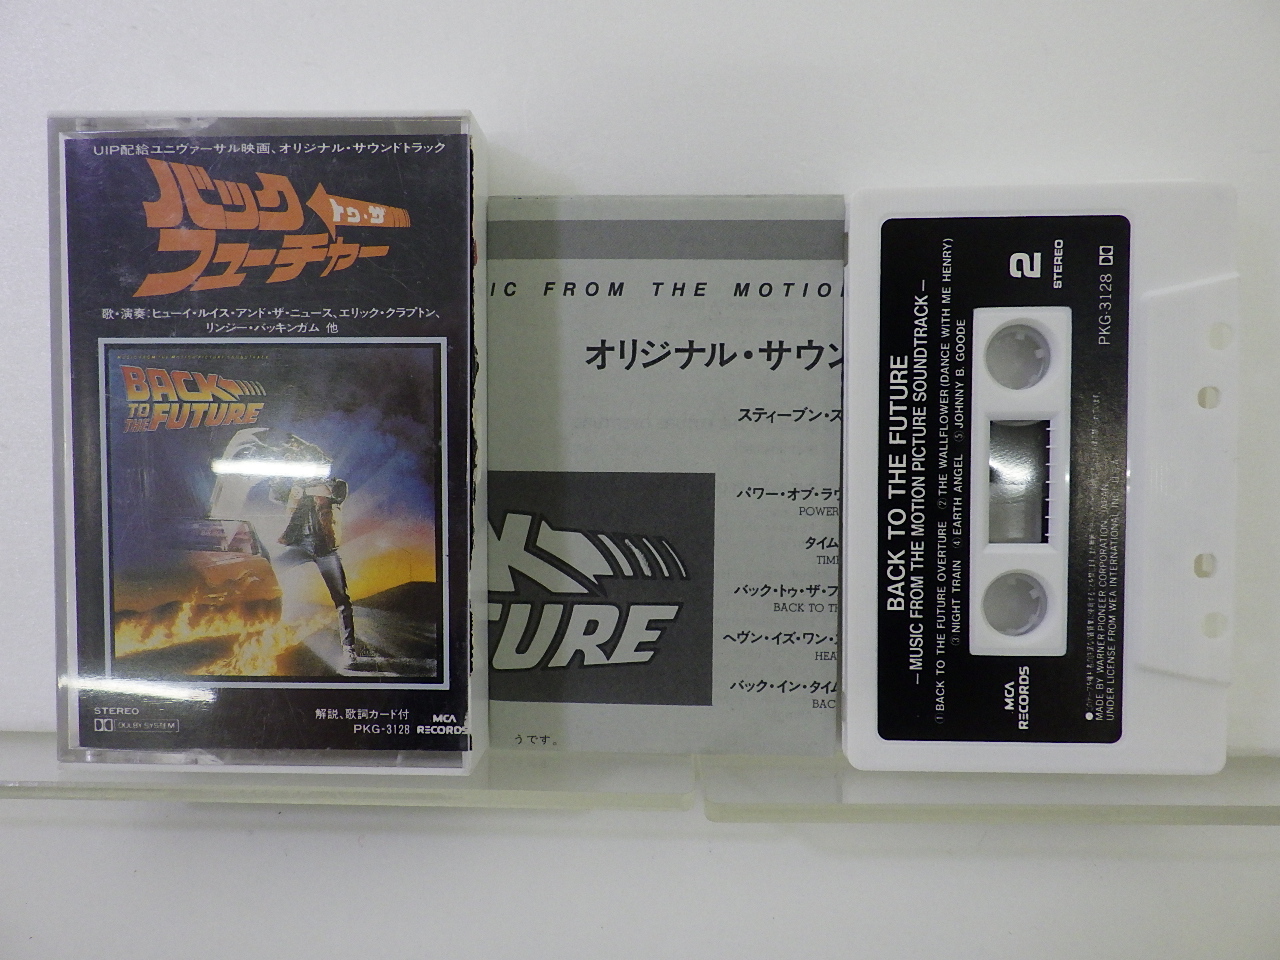 UIP配給ユニヴァーサル映画、オリジナル・サウンドトラック
バック
トゥ・ザ
フューチャー
歌・演奏:ヒューイ・ルイス・アンド・ザ・ニュース、エリック・クラプトン、
リンジー・バッキンガム 他
MUSIC FROM THE MOTION PICTURE SOUNDTRACK
BACK
TO THE FUTURE
STEREO
DOLBY SYSTEM
解説、歌詞カード付
PKG-3128
MCA
RECORDS
IC FROM THE MOTIO
オリジナル・サウン
スティーブン・ス
パワー・オブ・ラヴ
POWER
タイム
TIME
バック・トゥ・ザ・フ
BACK TO TH
ヘヴン・イズ・ワン・
HEA
バック・イン・タイム
BAC
K
TURE
うです。
BACK TO THE FUTURE
—MUSIC FROM THE MOTION PICTURE SOUNDTRACK—
① BACK TO THE FUTURE OVERTURE ② THE WALLFLOWER (DANCE WITH ME HENRY)
③ NIGHT TRAIN ④ EARTH ANGEL ⑤ JOHNNY B. GOODE
2
STEREO
MCA
RECORDS
PKG-3128
MADE BY WARNER PIONEER CORPORATION, JAPAN
UNDER LICENSE FROM WEA INTERNATIONAL INC., U.S.A.